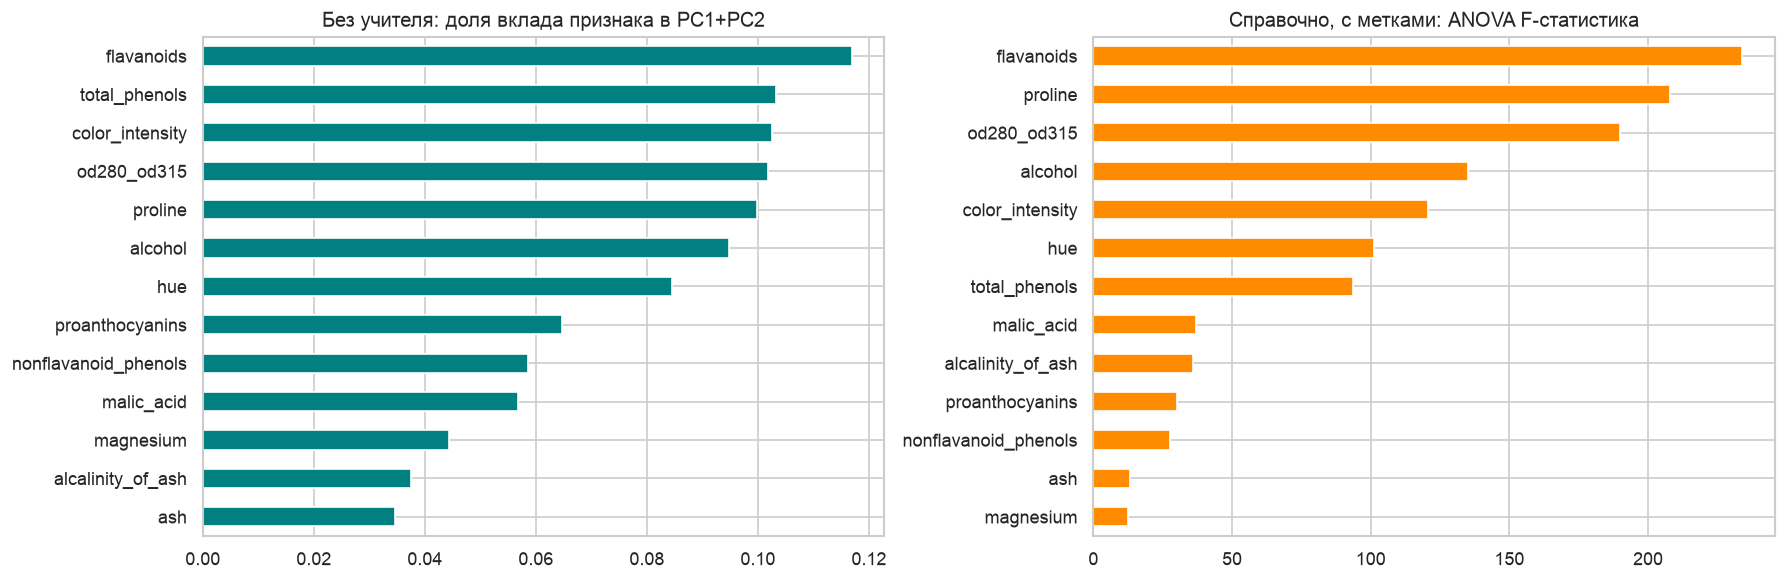 Без учителя: доля вклада признака в PC1+PC2
flavanoids
total_phenols
color_intensity
od280_od315
proline
alcohol
hue
proanthocyanins
nonflavanoid_phenols
malic_acid
magnesium
alcalinity_of_ash
ash
0.00 0.02 0.04 0.06 0.08 0.10 0.12
Справочно, с метками: ANOVA F-статистика
flavanoids
proline
od280_od315
alcohol
color_intensity
hue
total_phenols
malic_acid
alcalinity_of_ash
proanthocyanins
nonflavanoid_phenols
ash
magnesium
0 50 100 150 200